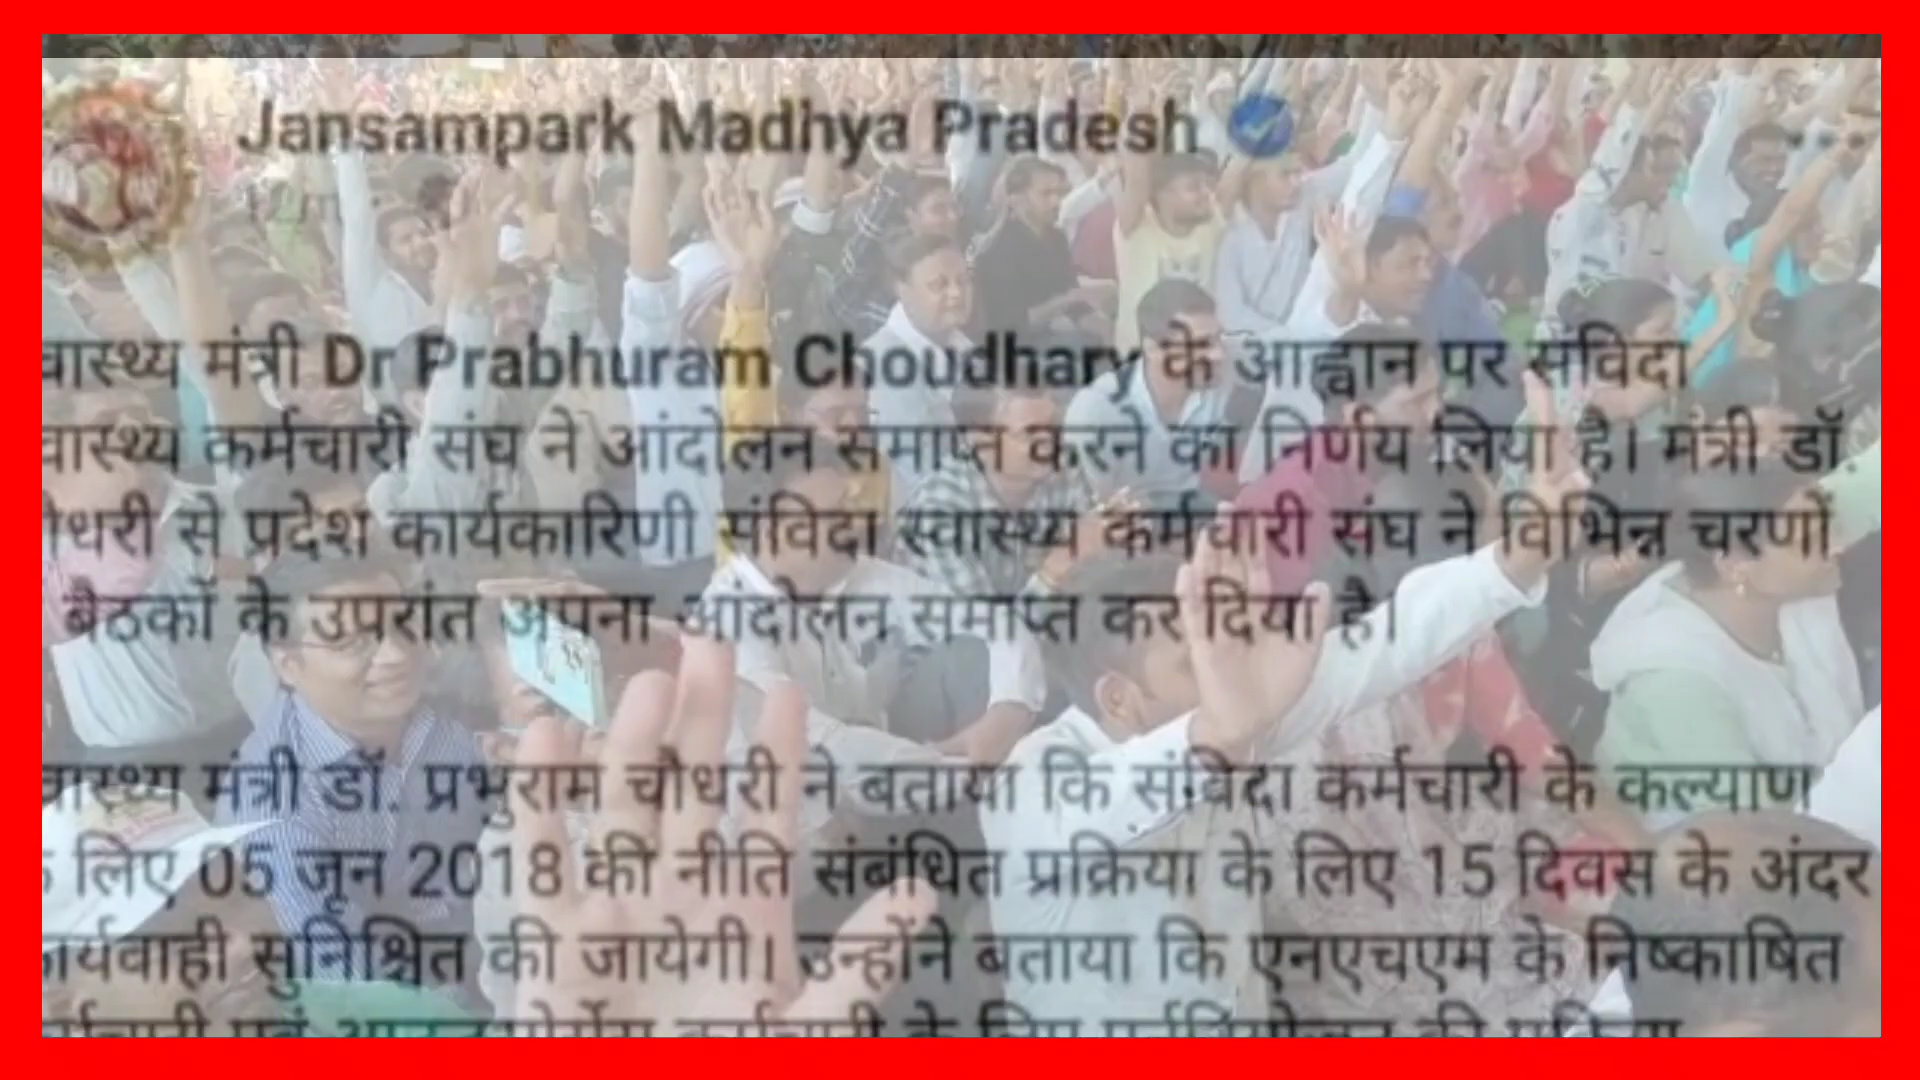 Jansampark Madhya Pradesh
वास्थ्य मंत्री Dr Prabhuram Choudhary के आह्वान पर संविदा
वास्थ्य कर्मचारी संघ ने आंदोलन समाप्त करने का निर्णय लिया है। मंत्री डॉ.
धरी से प्रदेश कार्यकारिणी संविदा स्वास्थ्य कर्मचारी संघ ने विभिन्न चरणों
बैठकों के उपरांत अपना आंदोलन समाप्त कर दिया है।
वास्थ्य मंत्री डॉ. प्रभुराम चौधरी ने बताया कि संविदा कर्मचारी के कल्याण
लिए 05 जून 2018 की नीति संबंधित प्रक्रिया के लिए 15 दिवस के अंदर
र्यवाही सुनिश्चित की जायेगी। उन्होंने बताया कि एनएचएम के निष्काषित